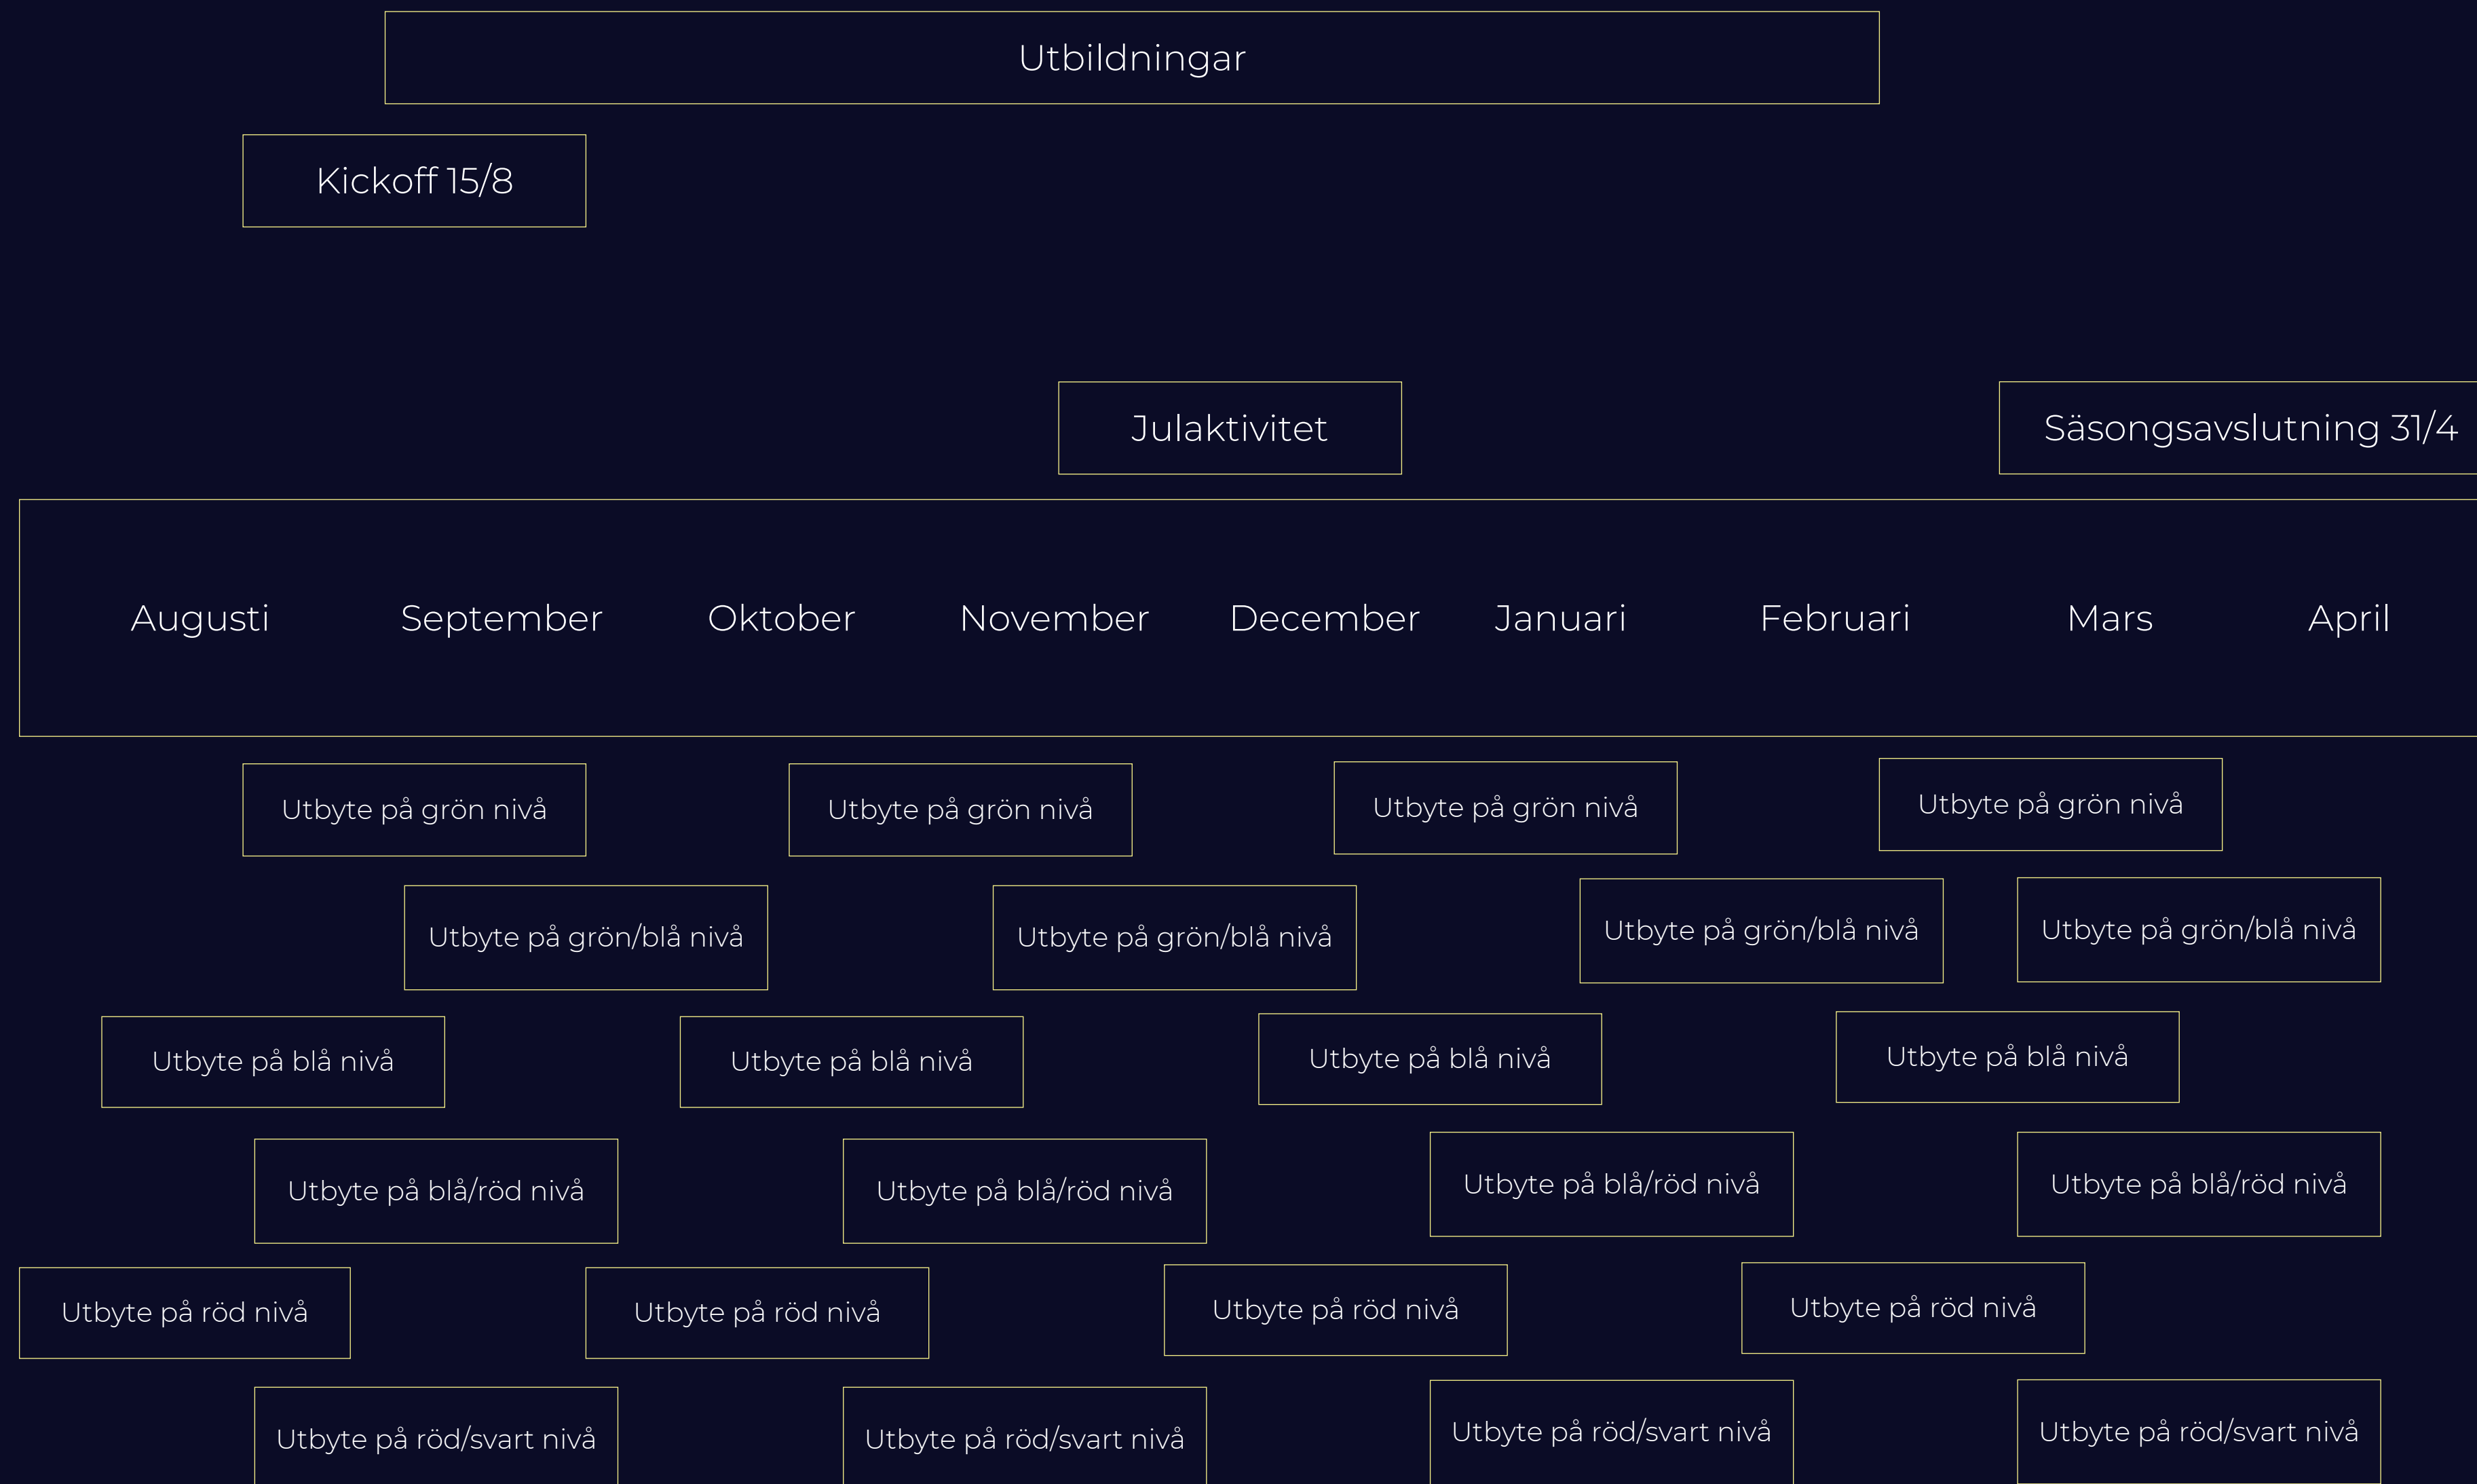 Utbildningar
Kickoff 15/8
Julaktivitet
Säsongsavslutning 31/4
Augusti
September
Oktober
November
December
Januari
Februari
Mars
April
Utbyte på grön nivå
Utbyte på grön nivå
Utbyte på grön nivå
Utbyte på grön nivå
Utbyte på grön/blå nivå
Utbyte på grön/blå nivå
Utbyte på grön/blå nivå
Utbyte på grön/blå nivå
Utbyte på blå nivå
Utbyte på blå nivå
Utbyte på blå nivå
Utbyte på blå nivå
Utbyte på blå/röd nivå
Utbyte på blå/röd nivå
Utbyte på blå/röd nivå
Utbyte på blå/röd nivå
Utbyte på röd nivå
Utbyte på röd nivå
Utbyte på röd nivå
Utbyte på röd nivå
Utbyte på röd/svart nivå
Utbyte på röd/svart nivå
Utbyte på röd/svart nivå
Utbyte på röd/svart nivå